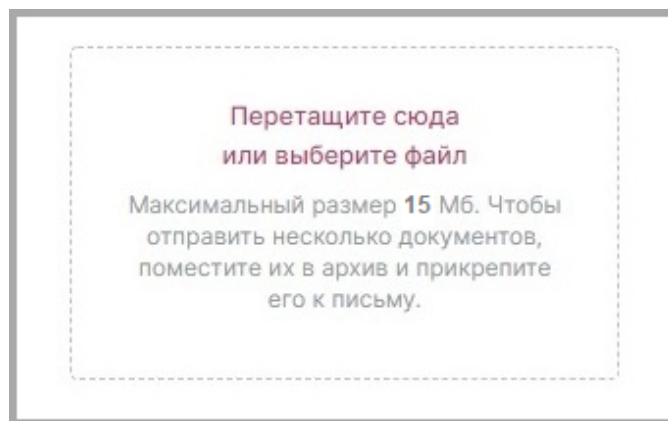 Перетащите сюда
или выберите файл
Максимальный размер 15 Мб. Чтобы
отправить несколько документов,
поместите их в архив и прикрепите
его к письму.